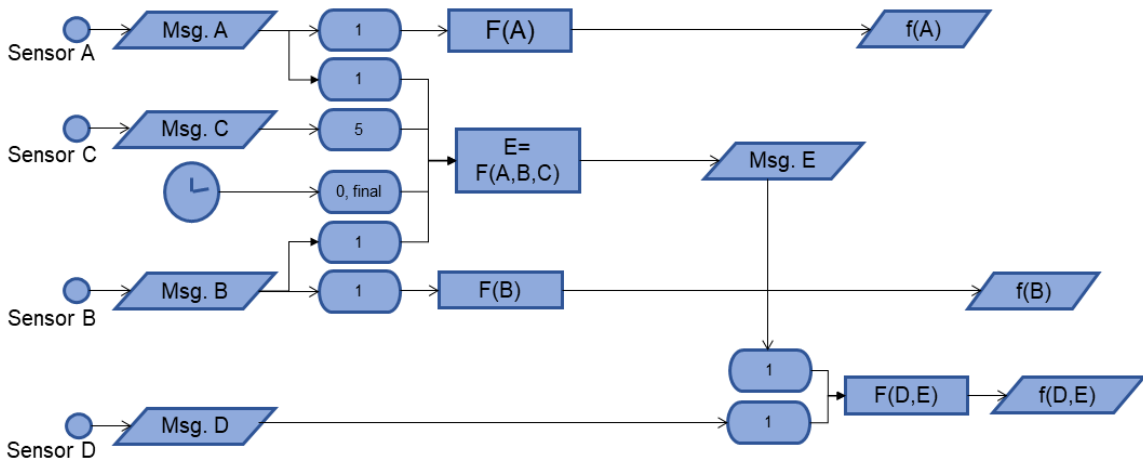 Msg. A
1
F(A)
f(A)
Sensor A
1
Msg. C
5
Sensor C
E=
F(A,B,C)
Msg. E
0, final
1
Msg. B
1
F(B)
f(B)
Sensor B
1
F(D,E)
f(D,E)
Msg. D
1
Sensor D